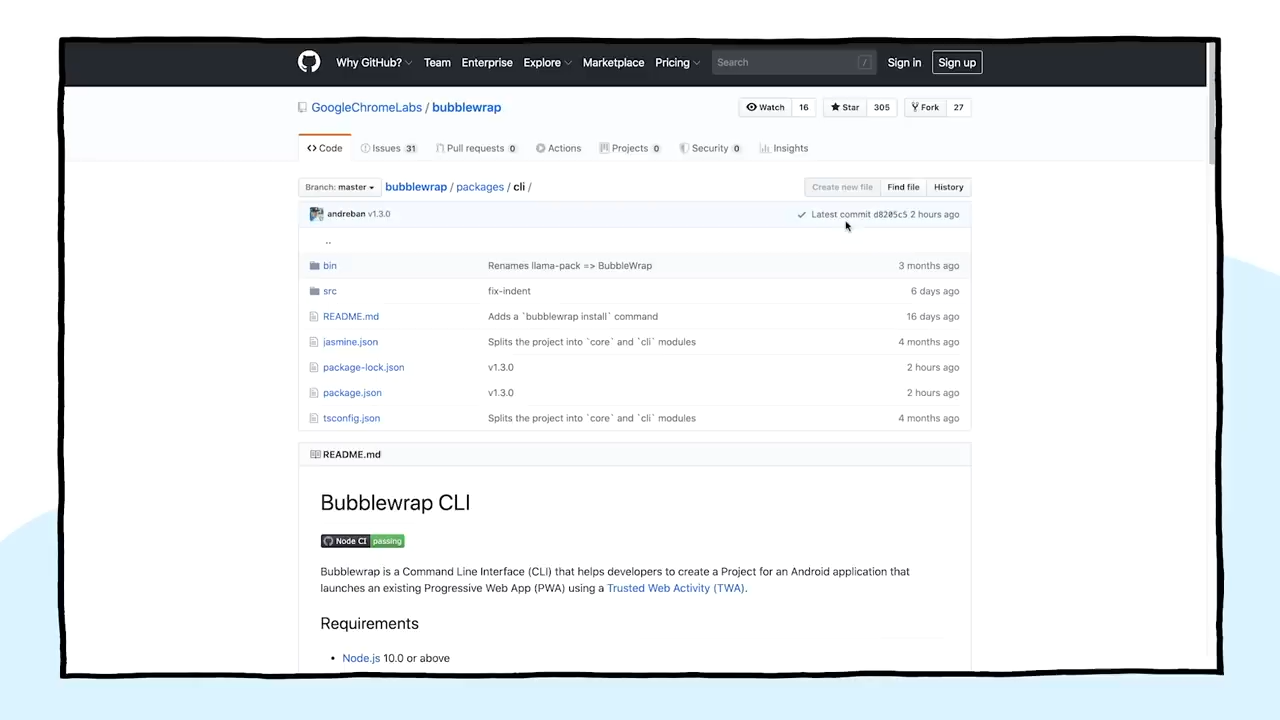 Why GitHub? Team Enterprise Explore Marketplace Pricing Search / Sign in Sign up
GoogleChromeLabs / bubblewrap Watch 16 Star 305 Fork 27
<> Code Issues 31 Pull requests 0 Actions Projects 0 Security 0 Insights
Branch: master bubblewrap / packages / cli / Create new file Find file History
andreban v1.3.0 Latest commit d8205c5 2 hours ago
..
bin Renames llama-pack => BubbleWrap 3 months ago
src fix-indent 6 days ago
README.md Adds a `bubblewrap install` command 16 days ago
jasmine.json Splits the project into `core` and `cli` modules 4 months ago
package-lock.json v1.3.0 2 hours ago
package.json v1.3.0 2 hours ago
tsconfig.json Splits the project into `core` and `cli` modules 4 months ago
README.md
Bubblewrap CLI
Node CI passing
Bubblewrap is a Command Line Interface (CLI) that helps developers to create a Project for an Android application that
launches an existing Progressive Web App (PWA) using a Trusted Web Activity (TWA).
Requirements
• Node.js 10.0 or above